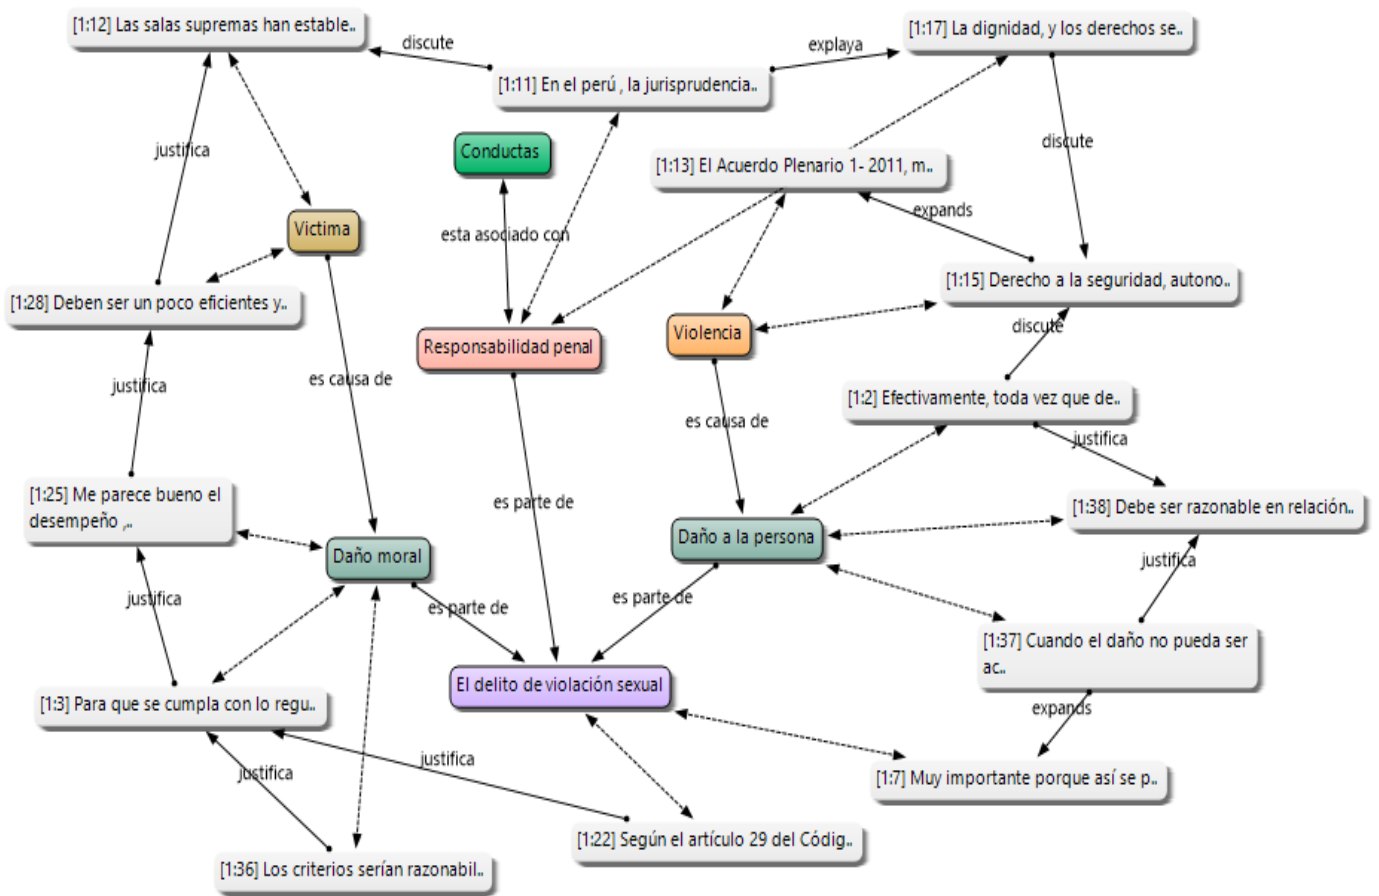 [1:12] Las salas supremas han estable..
[1:17] La dignidad, y los derechos se..
discute
explaya
[1:11] En el perú , la jurisprudencia..
Conductas
justifica
discute
[1:13] El Acuerdo Plenario 1- 2011, m..
expands
Victima
esta asociado con
[1:28] Deben ser un poco eficientes y..
[1:15] Derecho a la seguridad, autono..
discute
Responsabilidad penal
Violencia
justifica
es causa de
[1:2] Efectivamente, toda vez que de..
es causa de
justifica
[1:25] Me parece bueno el
desempeño ,..
es parte de
[1:38] Debe ser razonable en relación..
Daño moral
Daño a la persona
justifica
justifica
es parte de
es parte de
[1:37] Cuando el daño no pueda ser
ac..
El delito de violación sexual
[1:3] Para que se cumpla con lo regu..
expands
justifica
justifica
[1:7] Muy importante porque así se p..
[1:22] Según el artículo 29 del Códig..
[1:36] Los criterios serían razonabil..